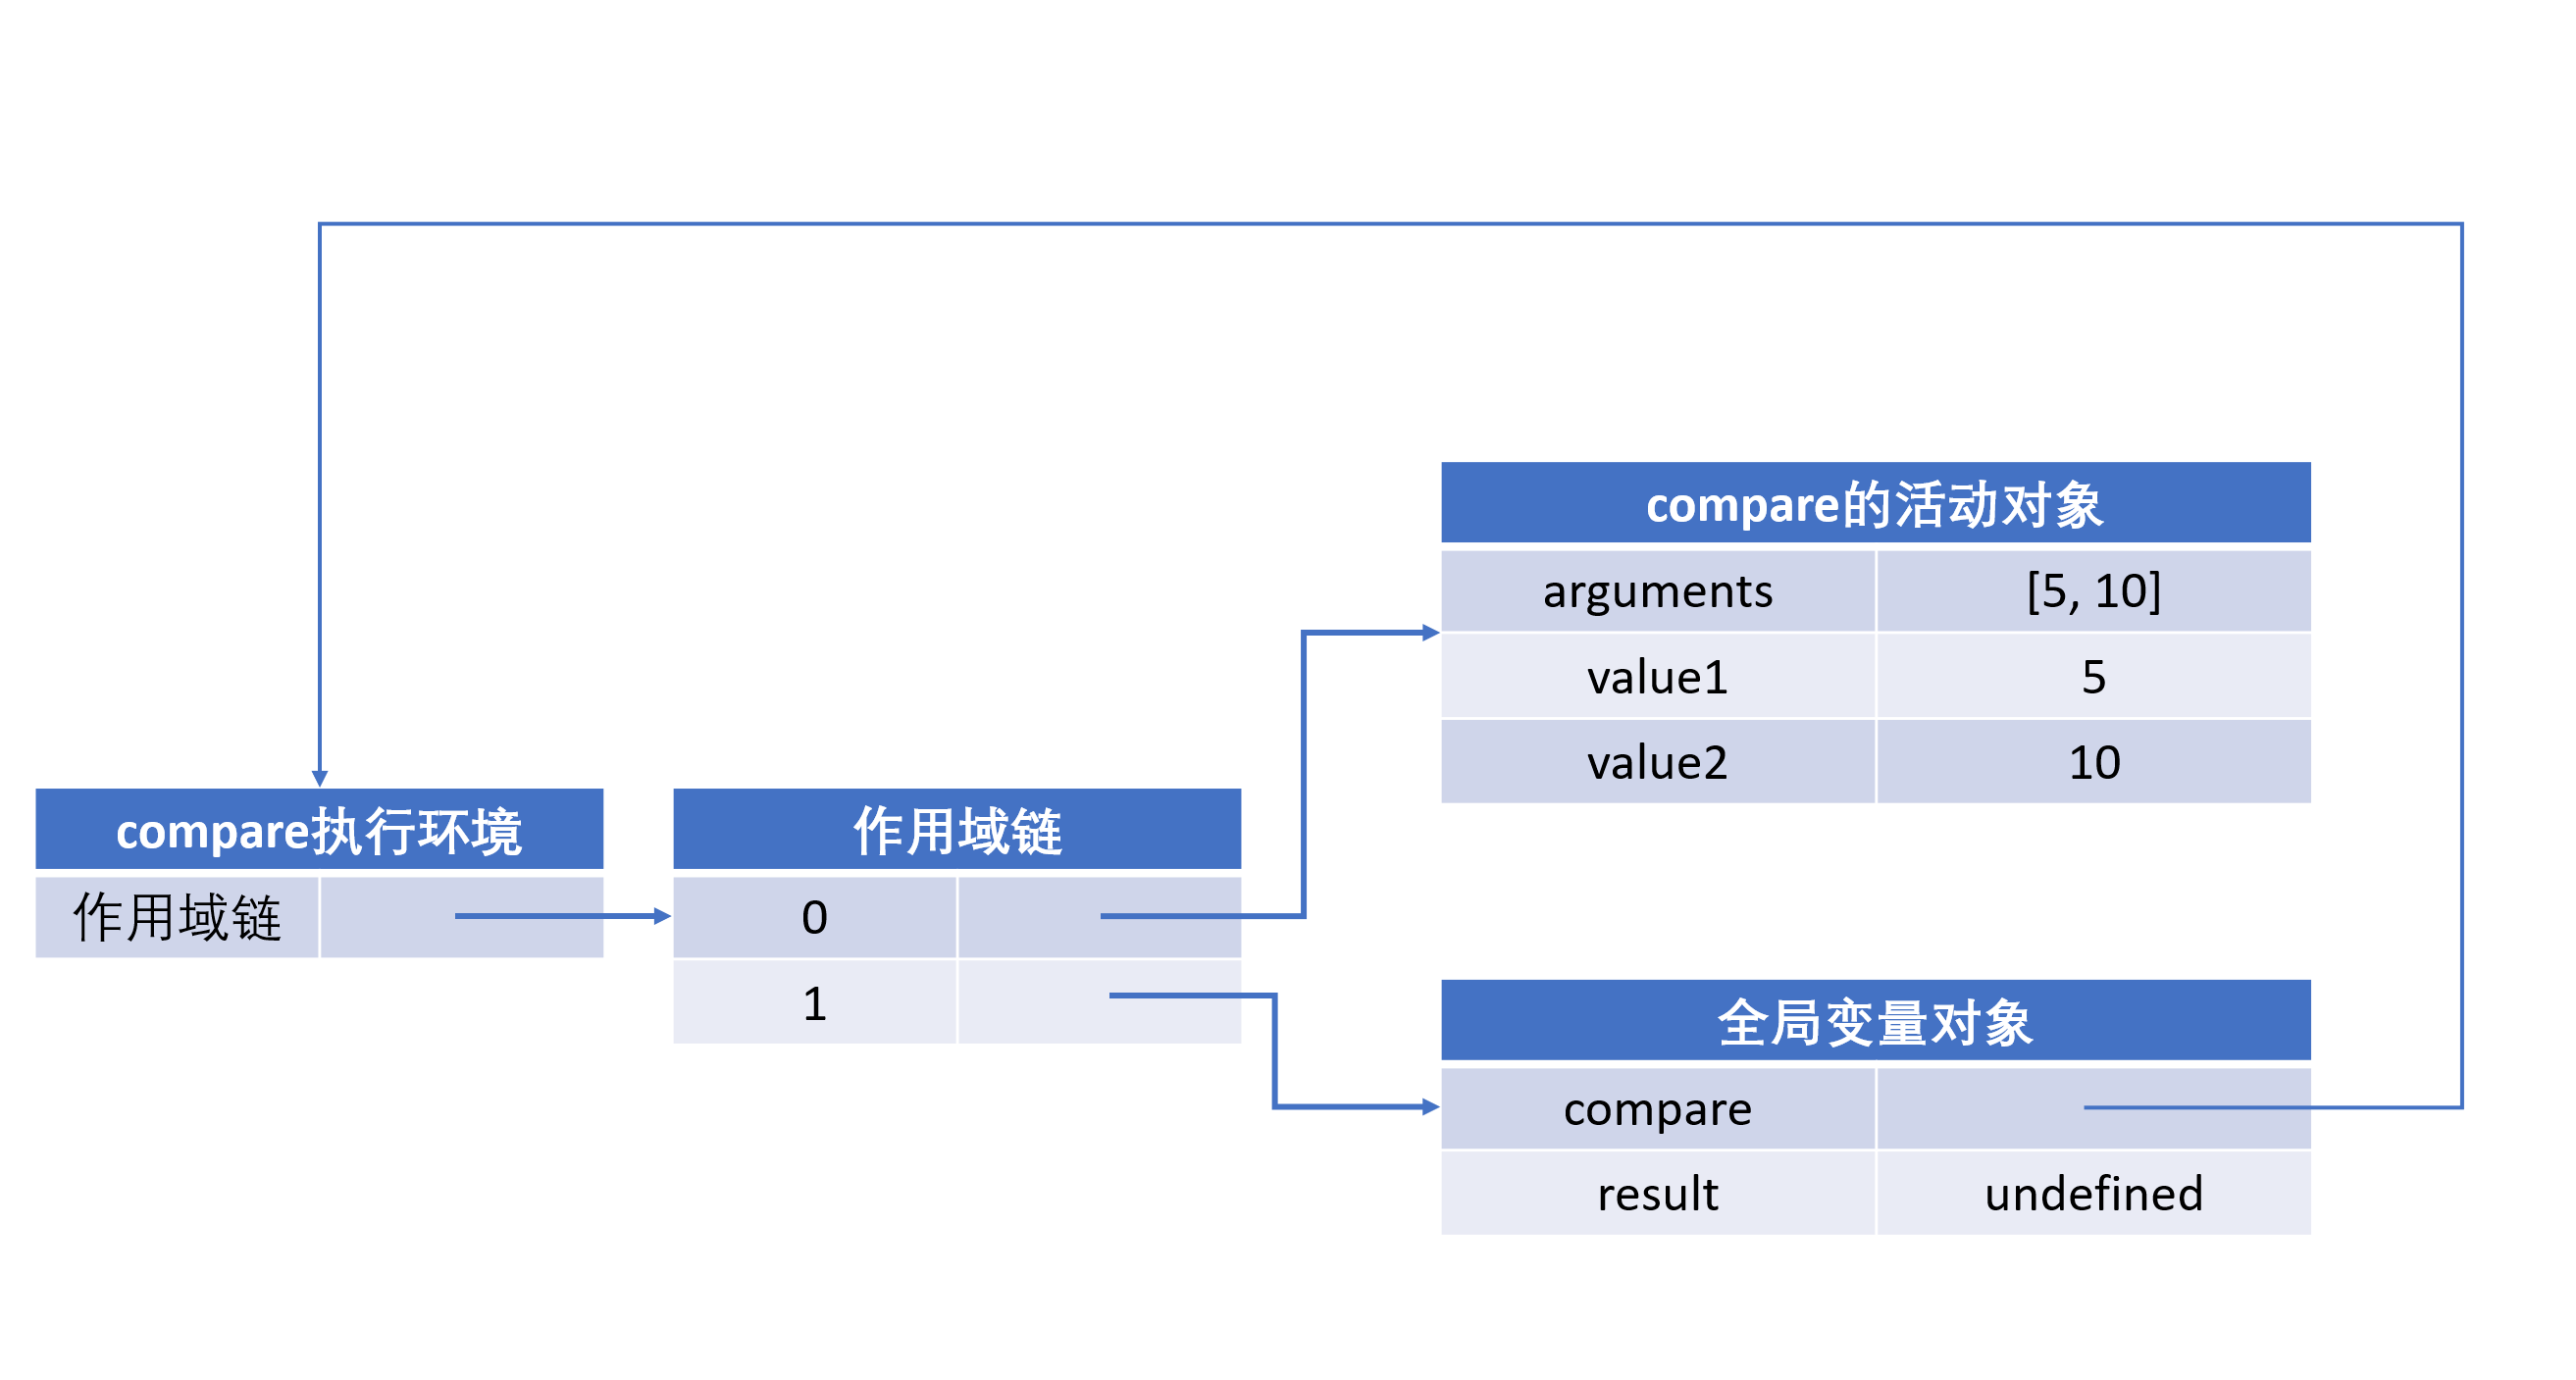 compare的活动对象
arguments [5, 10]
value1 5
value2 10
compare执行环境
作用域链
作用域链
0
1
全局变量对象
compare
result undefined